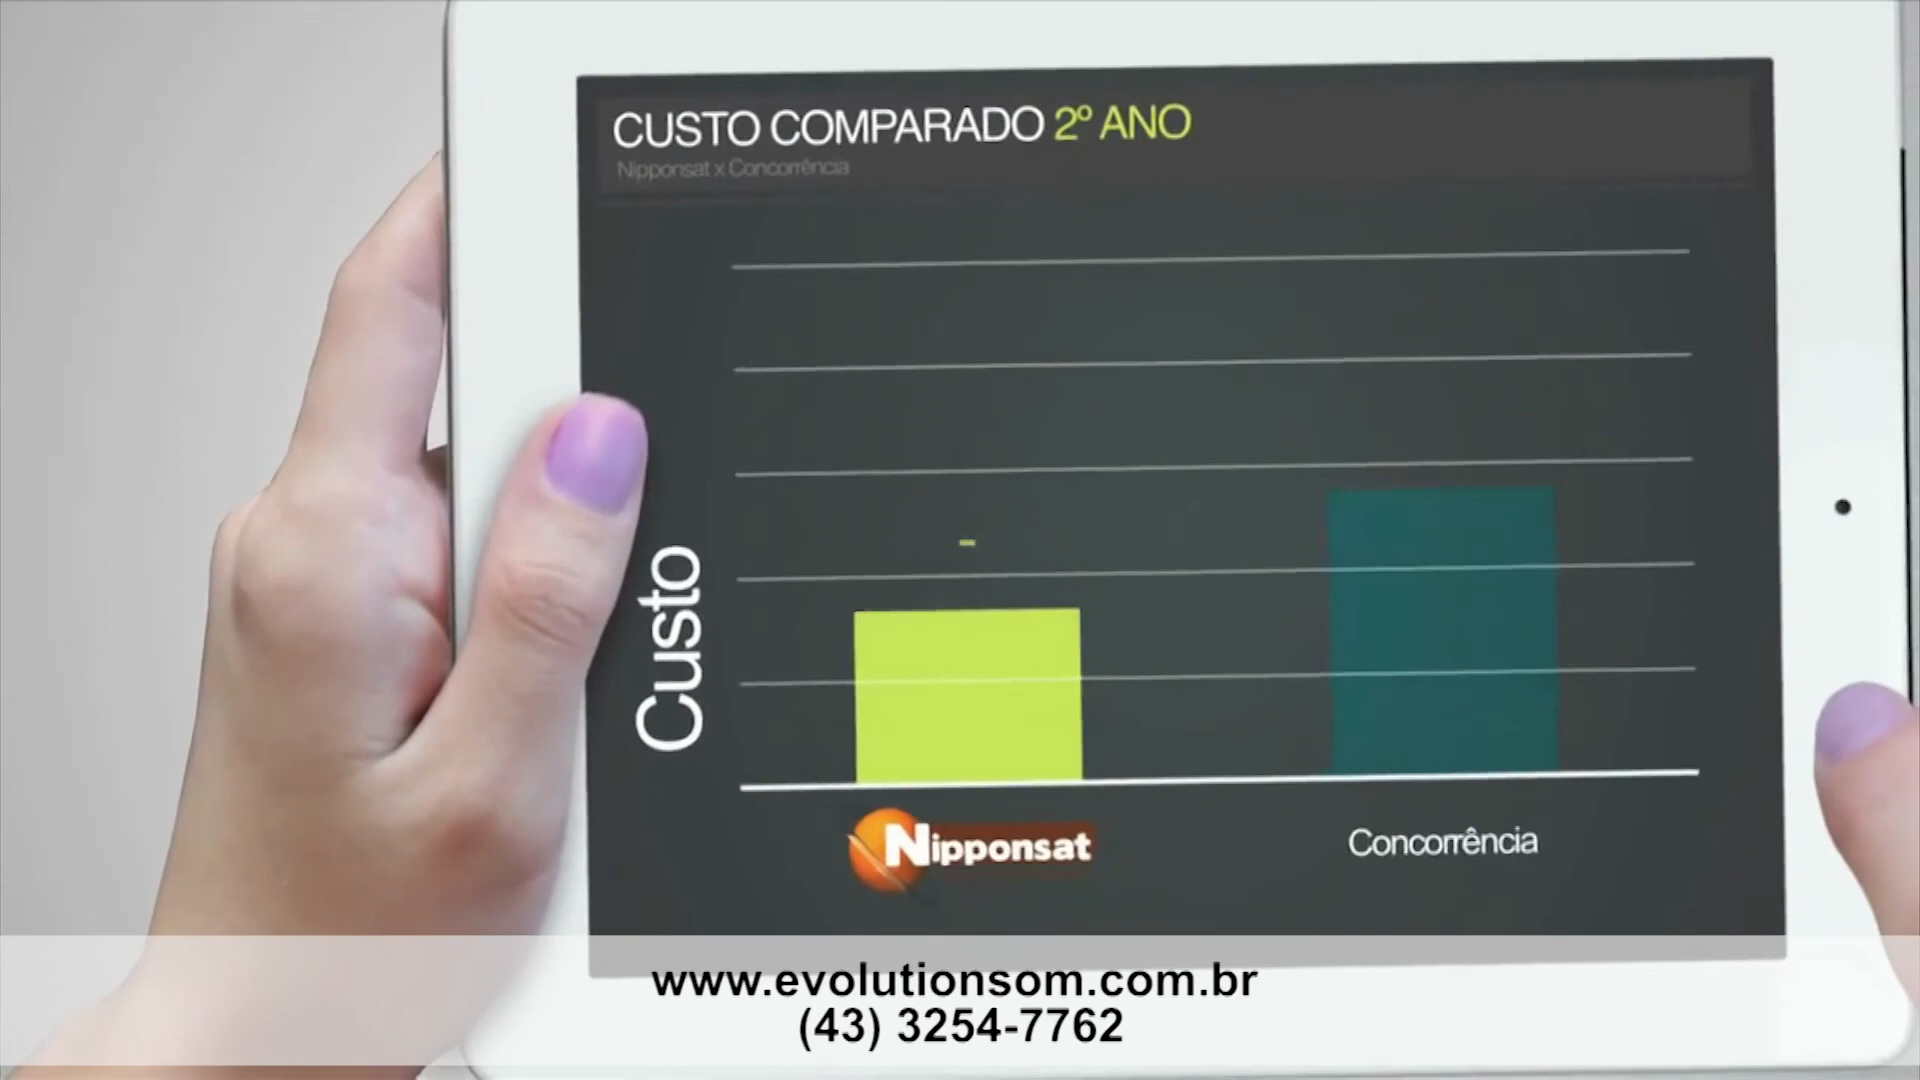 CUSTO COMPARADO 2º ANO
Nipponsat x Concorrência
-
Custo
Nipponsat
Concorrência
www.evolutionsom.com.br
(43) 3254-7762